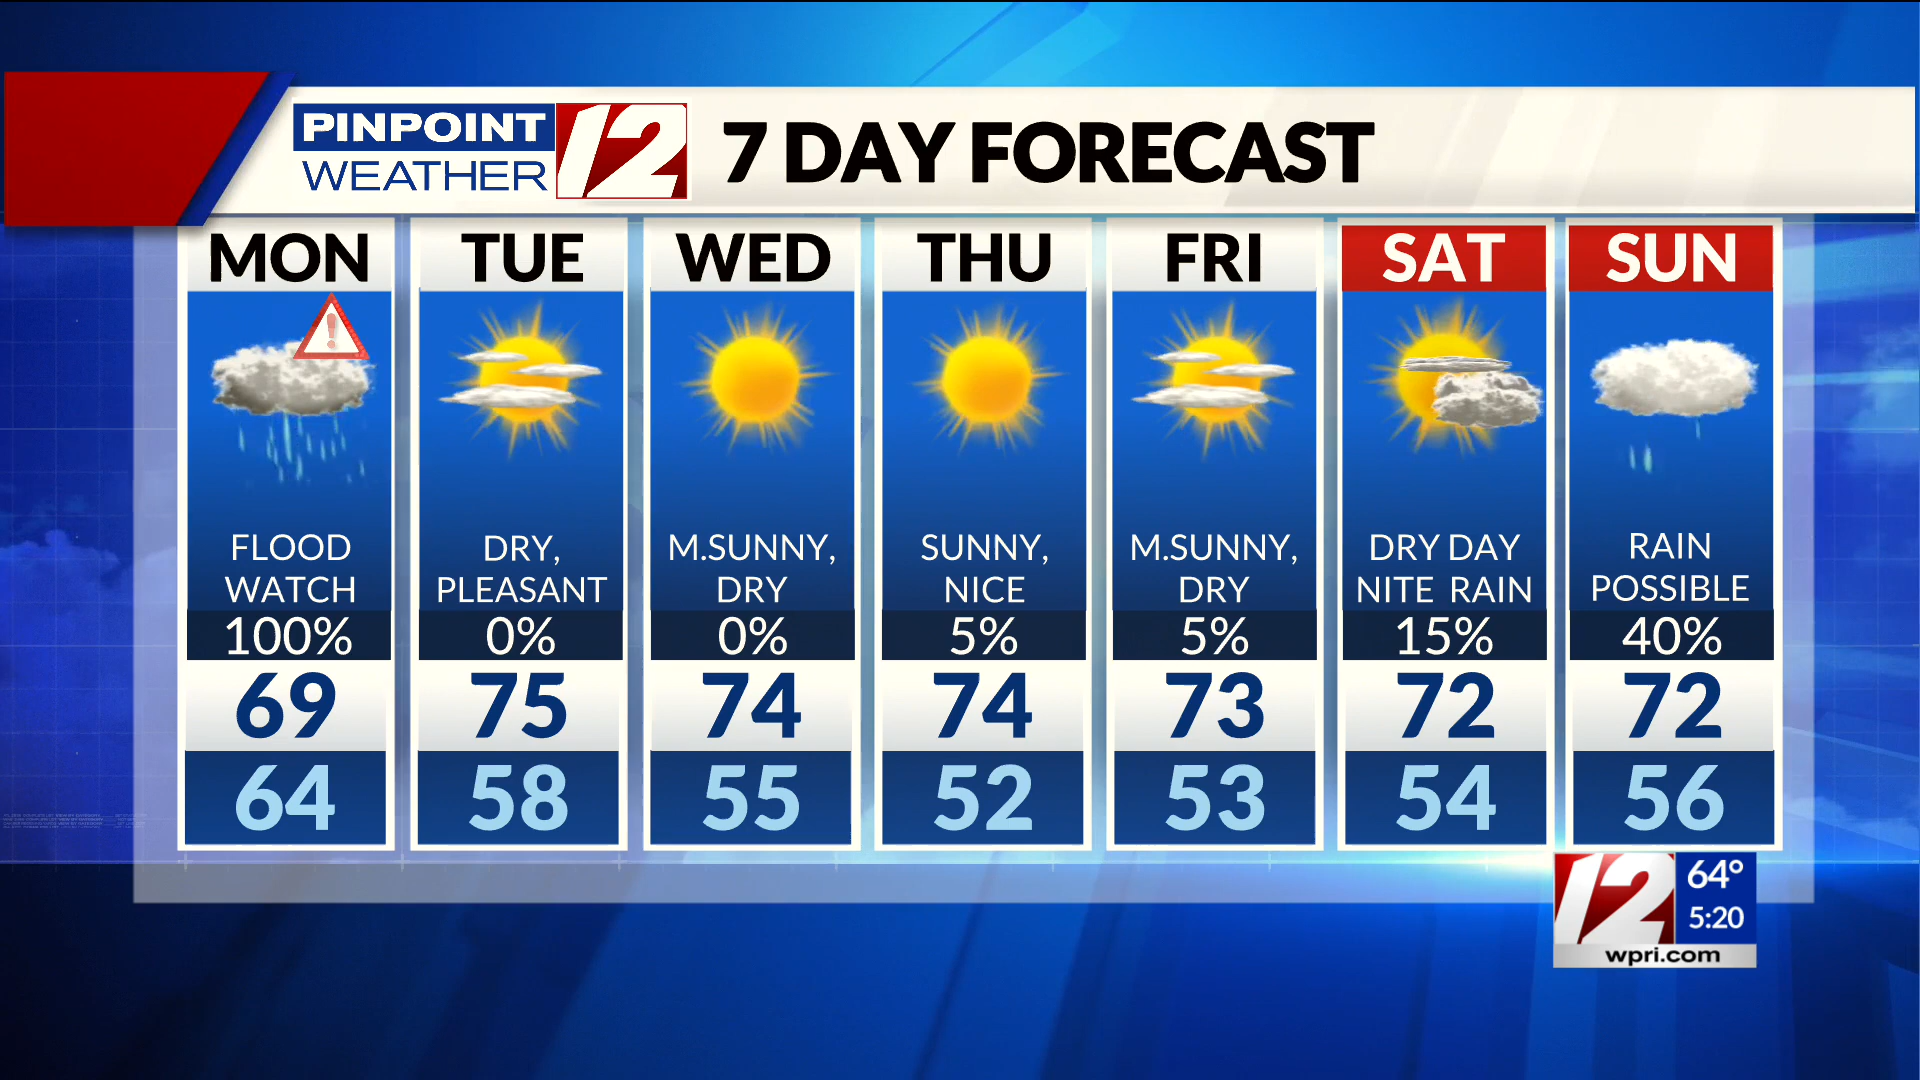 PINPOINT
WEATHER
12
7 DAY FORECAST
MON TUE WED THU FRI SAT SUN
FLOOD WATCH
DRY, PLEASANT
M.SUNNY, DRY
SUNNY, NICE
M.SUNNY, DRY
DRY DAY NITE RAIN
RAIN POSSIBLE
100% 0% 0% 5% 5% 15% 40%
69 75 74 74 73 72 72
64 58 55 52 53 54 56
12
64°
5:20
wpri.com